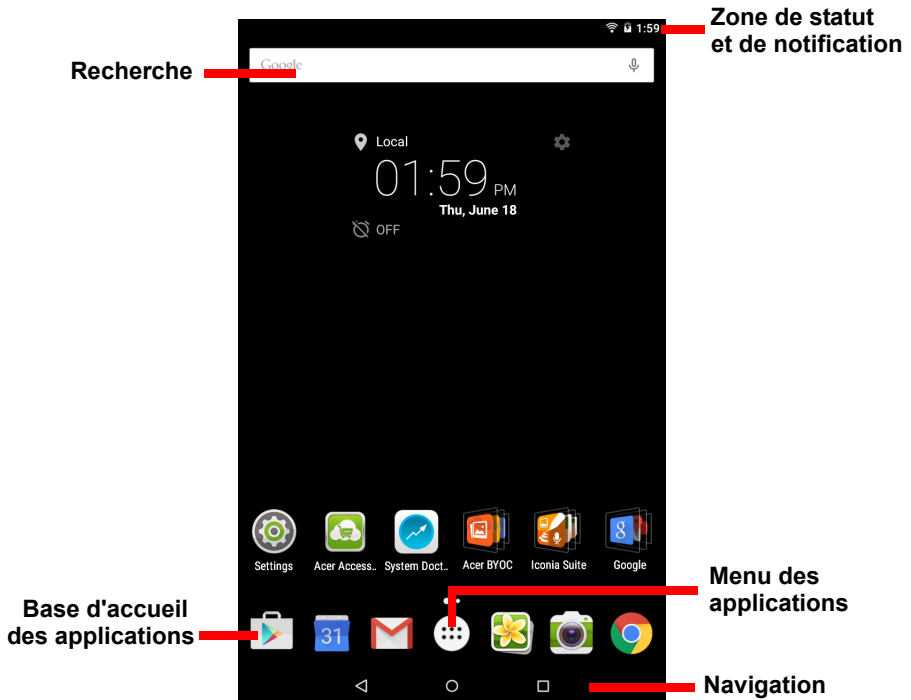 Zone de statut
et de notification
1:59
Recherche
Google
Local
01:59 PM
Thu, June 18
OFF
8
Settings
Acer Access..
System Doct..
Acer BYOC
Iconia Suite
Google
Menu des
applications
Base d'accueil
des applications
31
Navigation